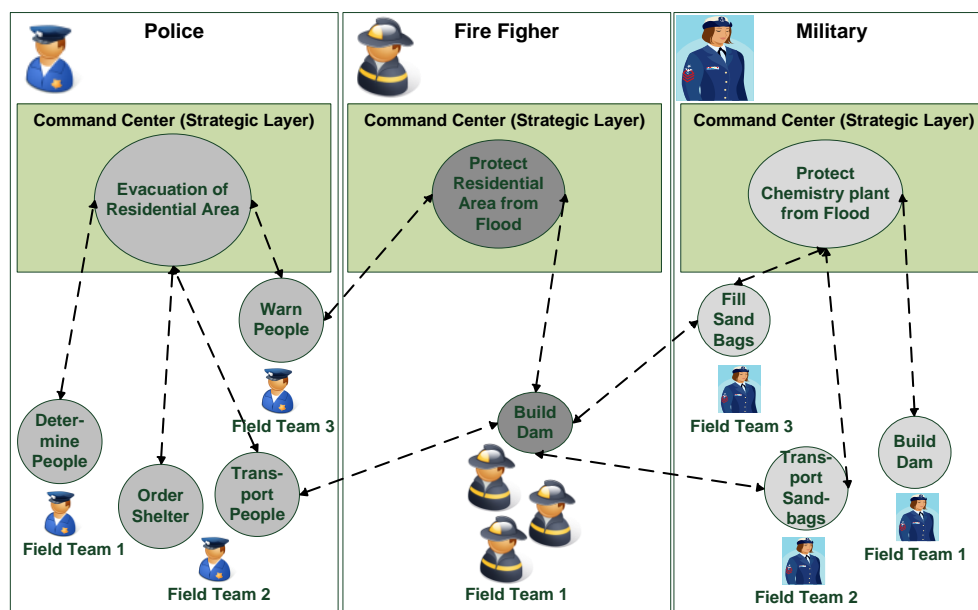 Police
Command Center (Strategic Layer)
Evacuation of
Residential Area
Warn
People
Field Team 3
Deter-
mine
People
Field Team 1
Order
Shelter
Trans-
port
People
Field Team 2
Fire Figher
Command Center (Strategic Layer)
Protect
Residential
Area from
Flood
Build
Dam
Field Team 1
Military
Command Center (Strategic Layer)
Protect
Chemistry plant
from Flood
Fill
Sand
Bags
Field Team 3
Trans-
port
Sand-
bags
Field Team 2
Build
Dam
Field Team 1